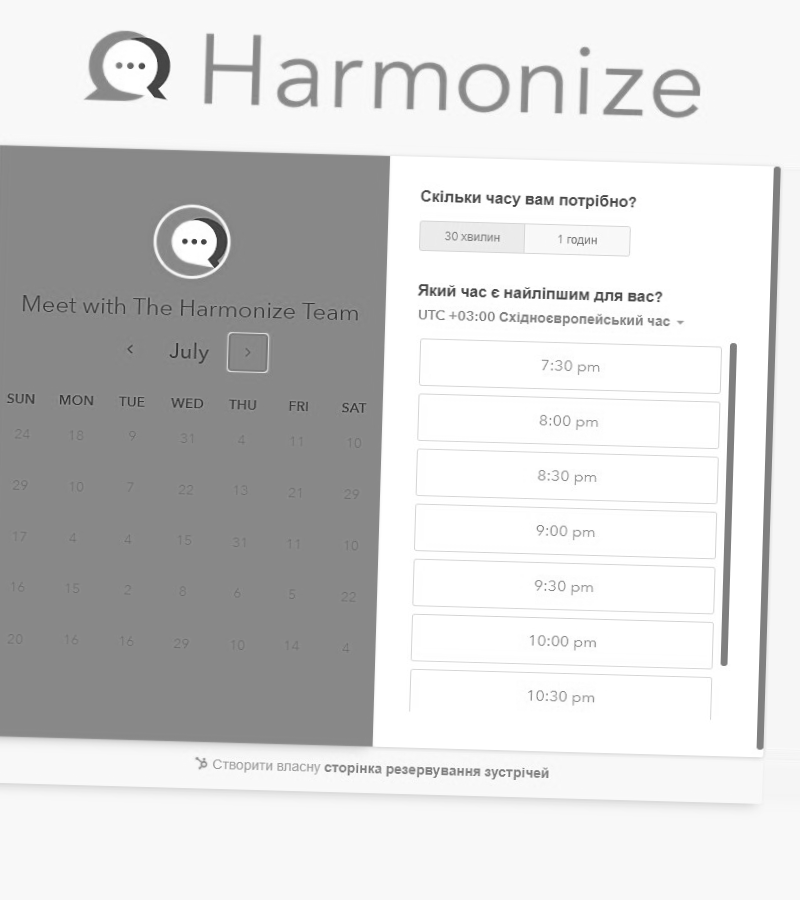 Harmonize
Meet with The Harmonize Team
July
SUN MON TUE WED THU FRI SAT
24 18 9 31 4 11 10
29 10 7 22 13 21 29
17 4 4 15 31 11 10
16 15 2 8 6 5 22
20 16 16 29 10 14 4
Скільки часу вам потрібно?
30 хвилин 1 годин
Який час є найліпшим для вас?
UTC +03:00 Східноєвропейський час
7:30 pm
8:00 pm
8:30 pm
9:00 pm
9:30 pm
10:00 pm
10:30 pm
Створити власну сторінка резервування зустрічей